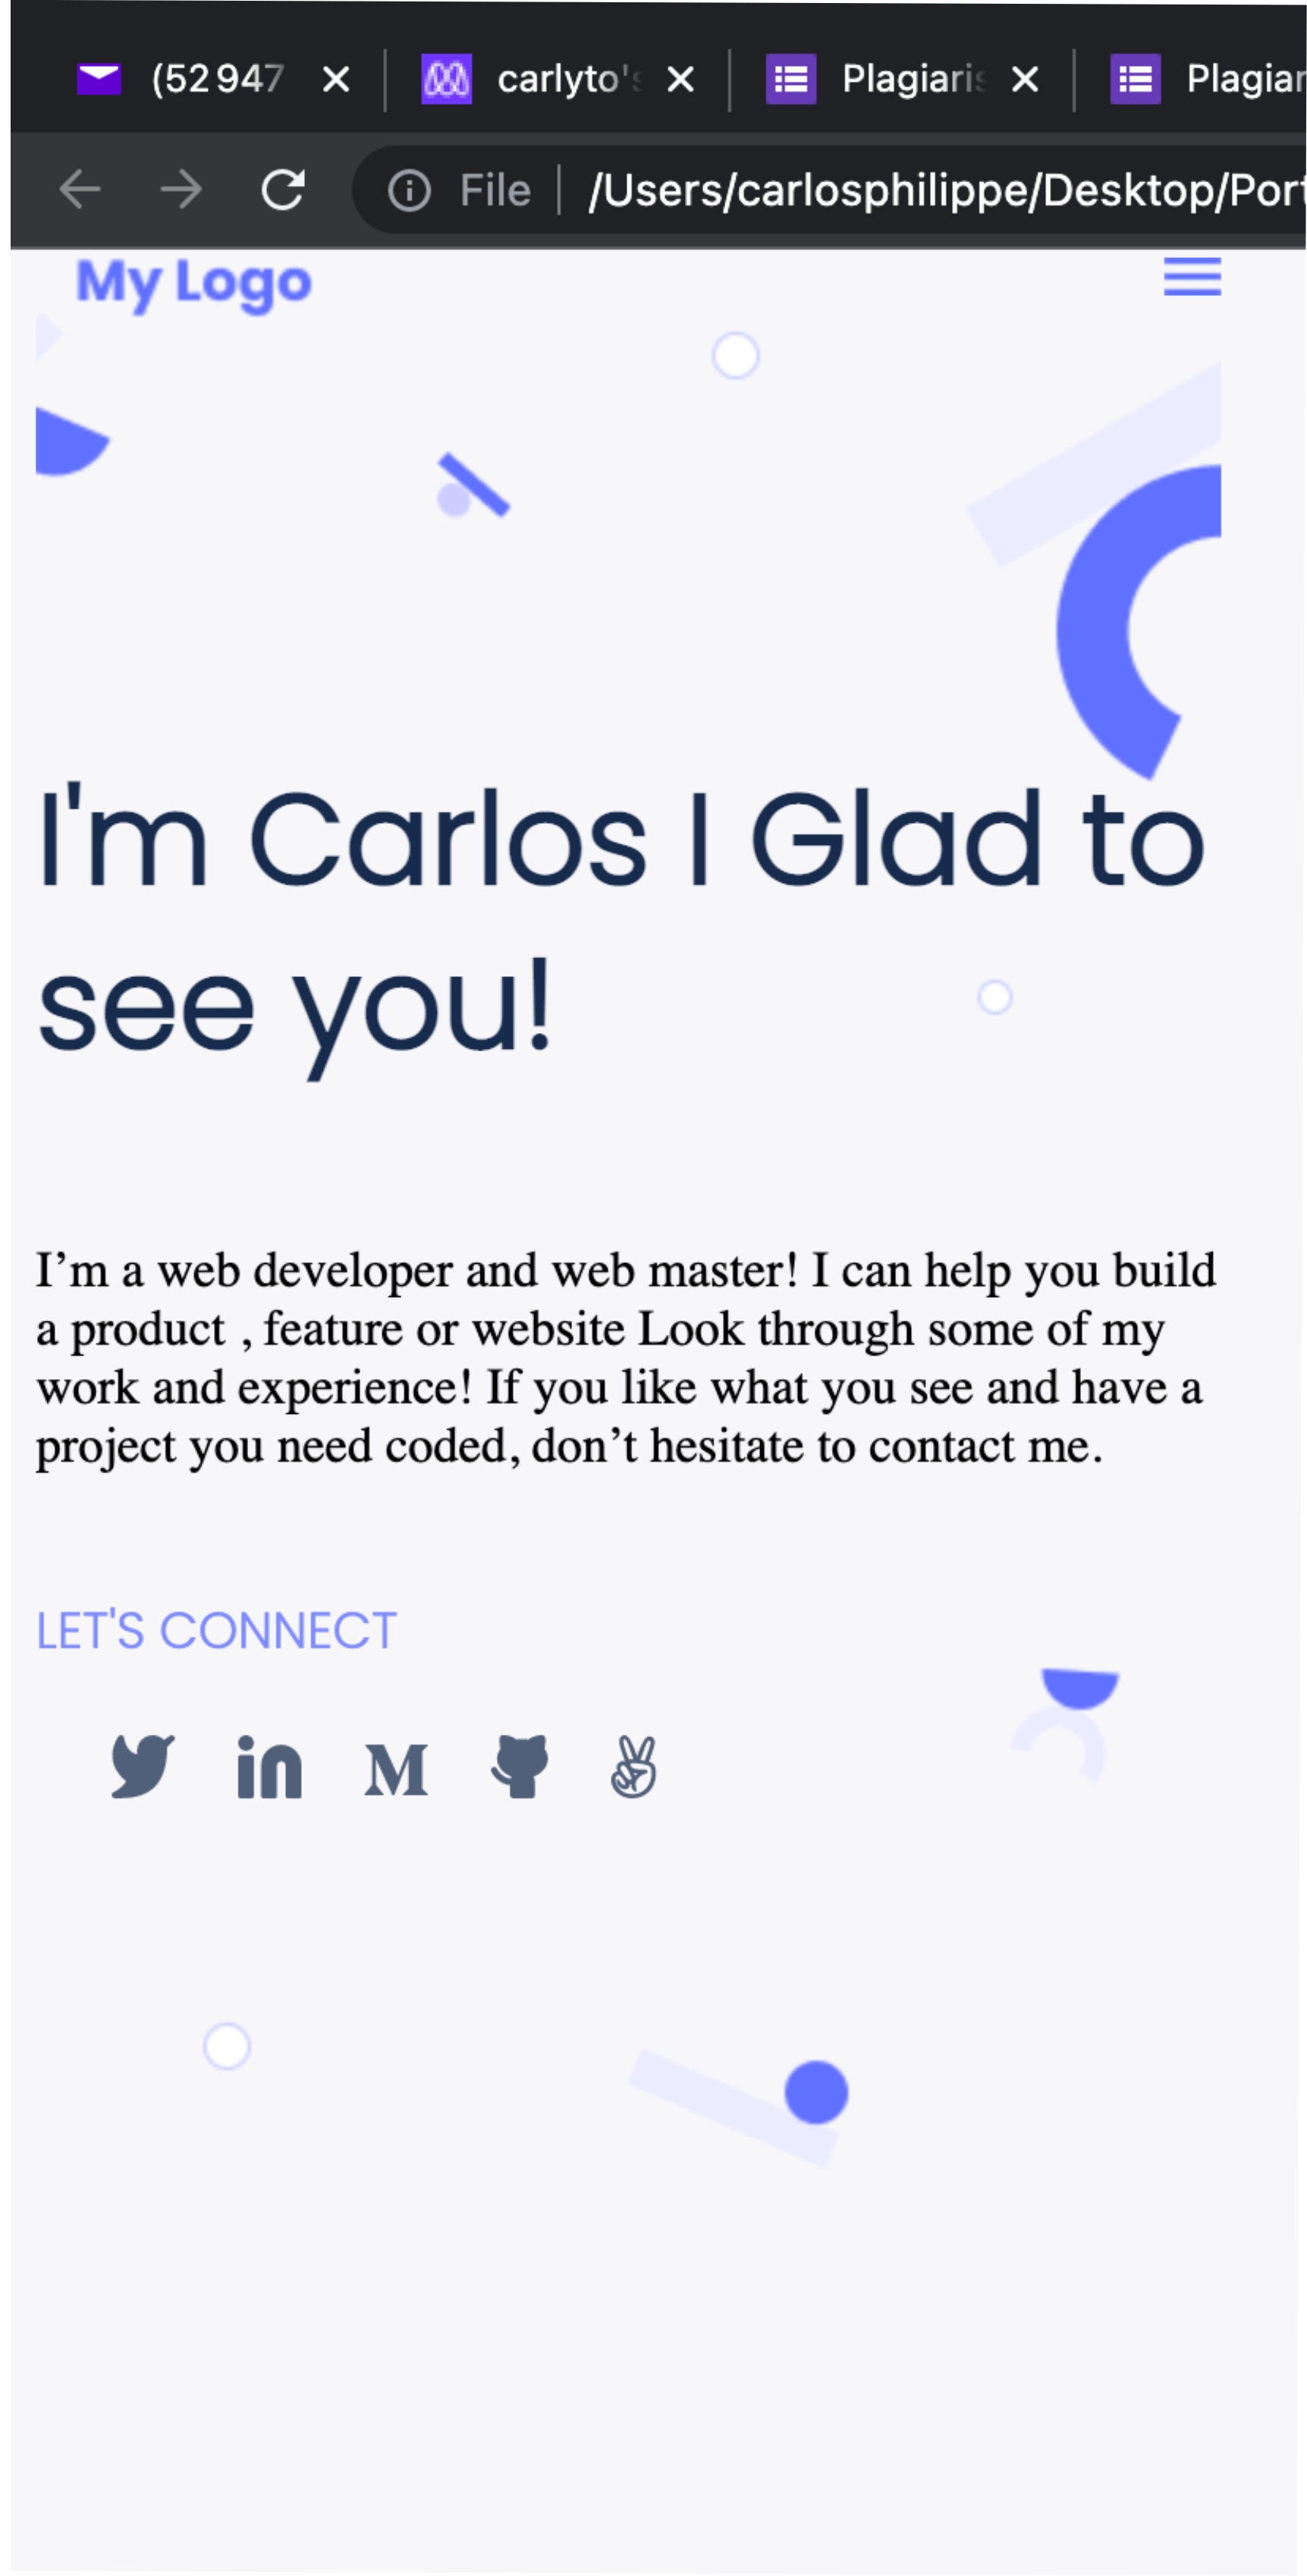 (52 947
carlyto's
Plagiaris
Plagiar
File
/Users/carlosphilippe/Desktop/Port
My Logo
I'm Carlos I Glad to
see you!
I’m a web developer and web master! I can help you build
a product , feature or website Look through some of my
work and experience! If you like what you see and have a
project you need coded, don’t hesitate to contact me.
LET'S CONNECT
in
M